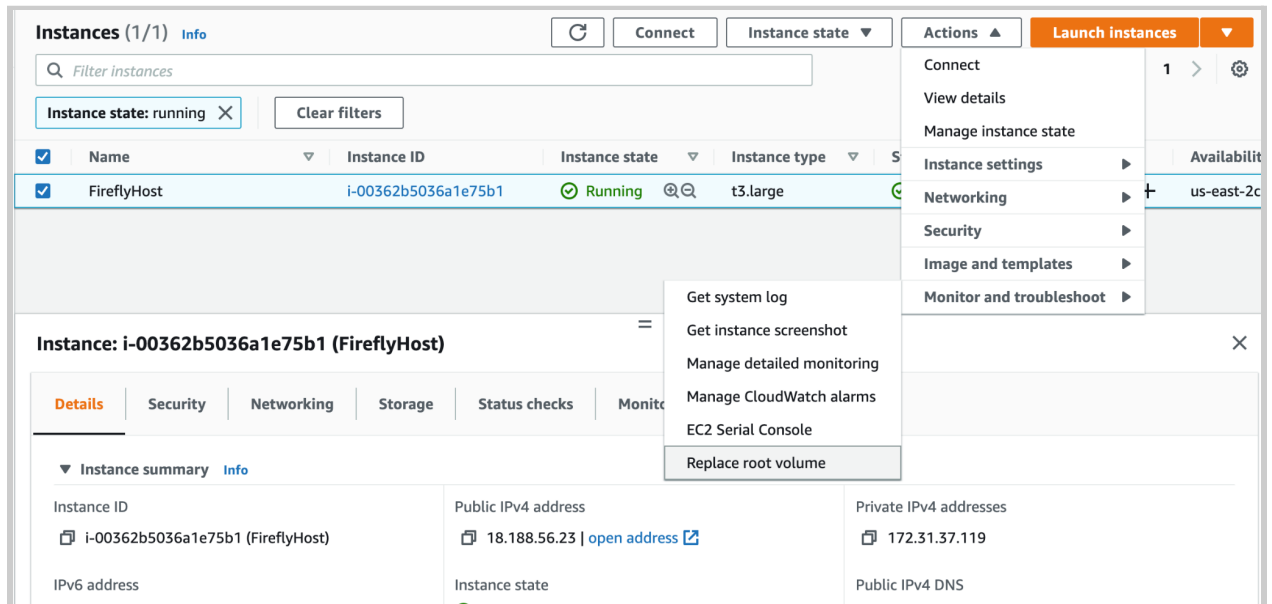 Instances (1/1) Info
Connect
Instance state
Actions
Launch instances
Filter instances
1
Instance state: running
Clear filters
Connect
View details
Manage instance state
Instance settings
Networking
Security
Image and templates
Monitor and troubleshoot
Name Instance ID Instance state Instance type S Availabilit
FireflyHost i-00362b5036a1e75b1 Running t3.large us-east-2c
Get system log
Get instance screenshot
Manage detailed monitoring
Manage CloudWatch alarms
EC2 Serial Console
Replace root volume
Instance: i-00362b5036a1e75b1 (FireflyHost)
Details Security Networking Storage Status checks Monito
Instance summary Info
Instance ID Public IPv4 address Private IPv4 addresses
i-00362b5036a1e75b1 (FireflyHost) 18.188.56.23 | open address 172.31.37.119
IPv6 address Instance state Public IPv4 DNS